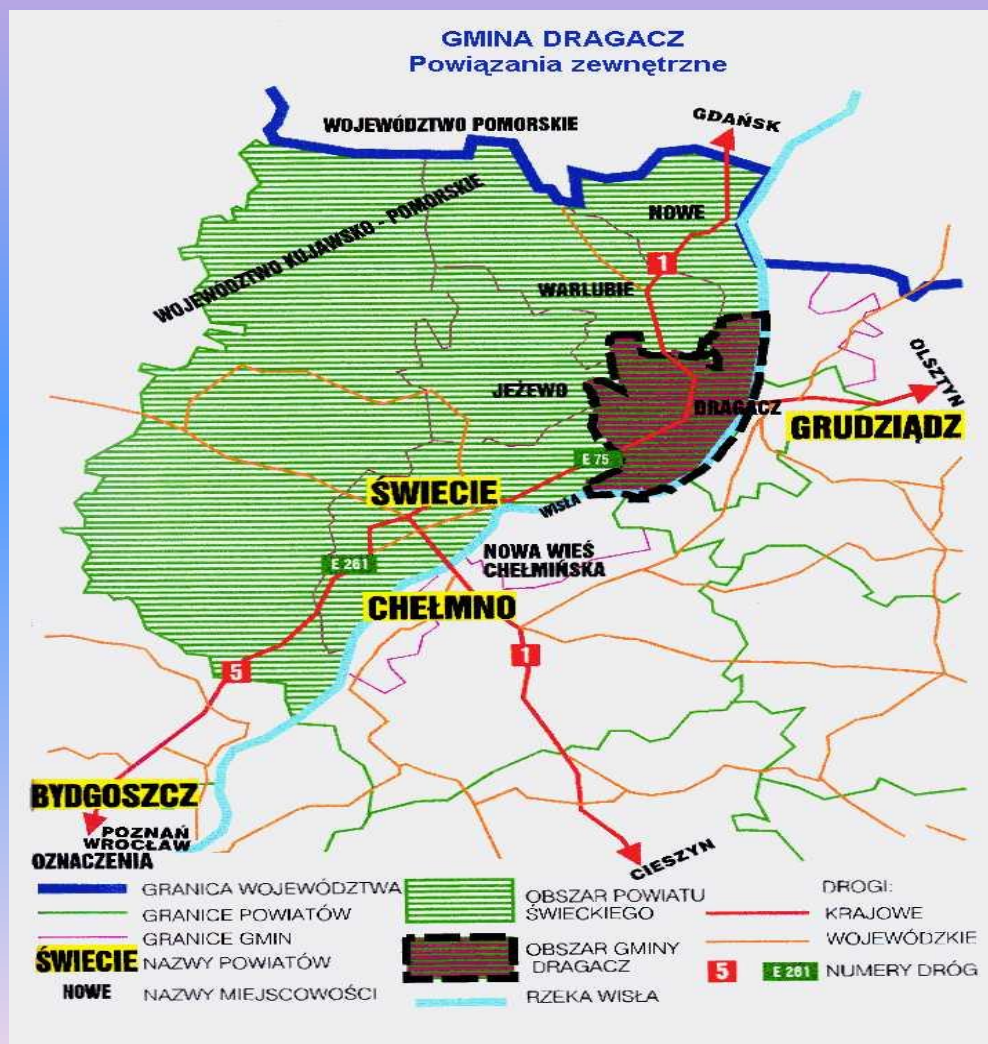 GMINA DRAGACZ
Powiązania zewnętrzne
WOJEWÓDZTWO POMORSKIE
GDAŃSK
WOJEWÓDZTWO KUJAWSKO - POMORSKIE
NOWE
1
WARLUBIE
OLSZTYN
JEŻEWO
DRAGACZ
GRUDZIĄDZ
E 75
ŚWIECIE
WISŁA
NOWA WIEŚ
CHEŁMIŃSKA
E 261
CHEŁMNO
1
5
BYDGOSZCZ
POZNAŃ
WROCŁAW
CIESZYN
OZNACZENIA
GRANICA WOJEWÓDZTWA
GRANICE POWIATÓW
GRANICE GMIN
ŚWIECIE NAZWY POWIATÓW
NOWE NAZWY MIEJSCOWOŚCI
OBSZAR POWIATU
ŚWIECKIEGO
OBSZAR GMINY
DRAGACZ
RZEKA WISŁA
DROGI:
KRAJOWE
WOJEWÓDZKIE
5 E 261 NUMERY DRÓG